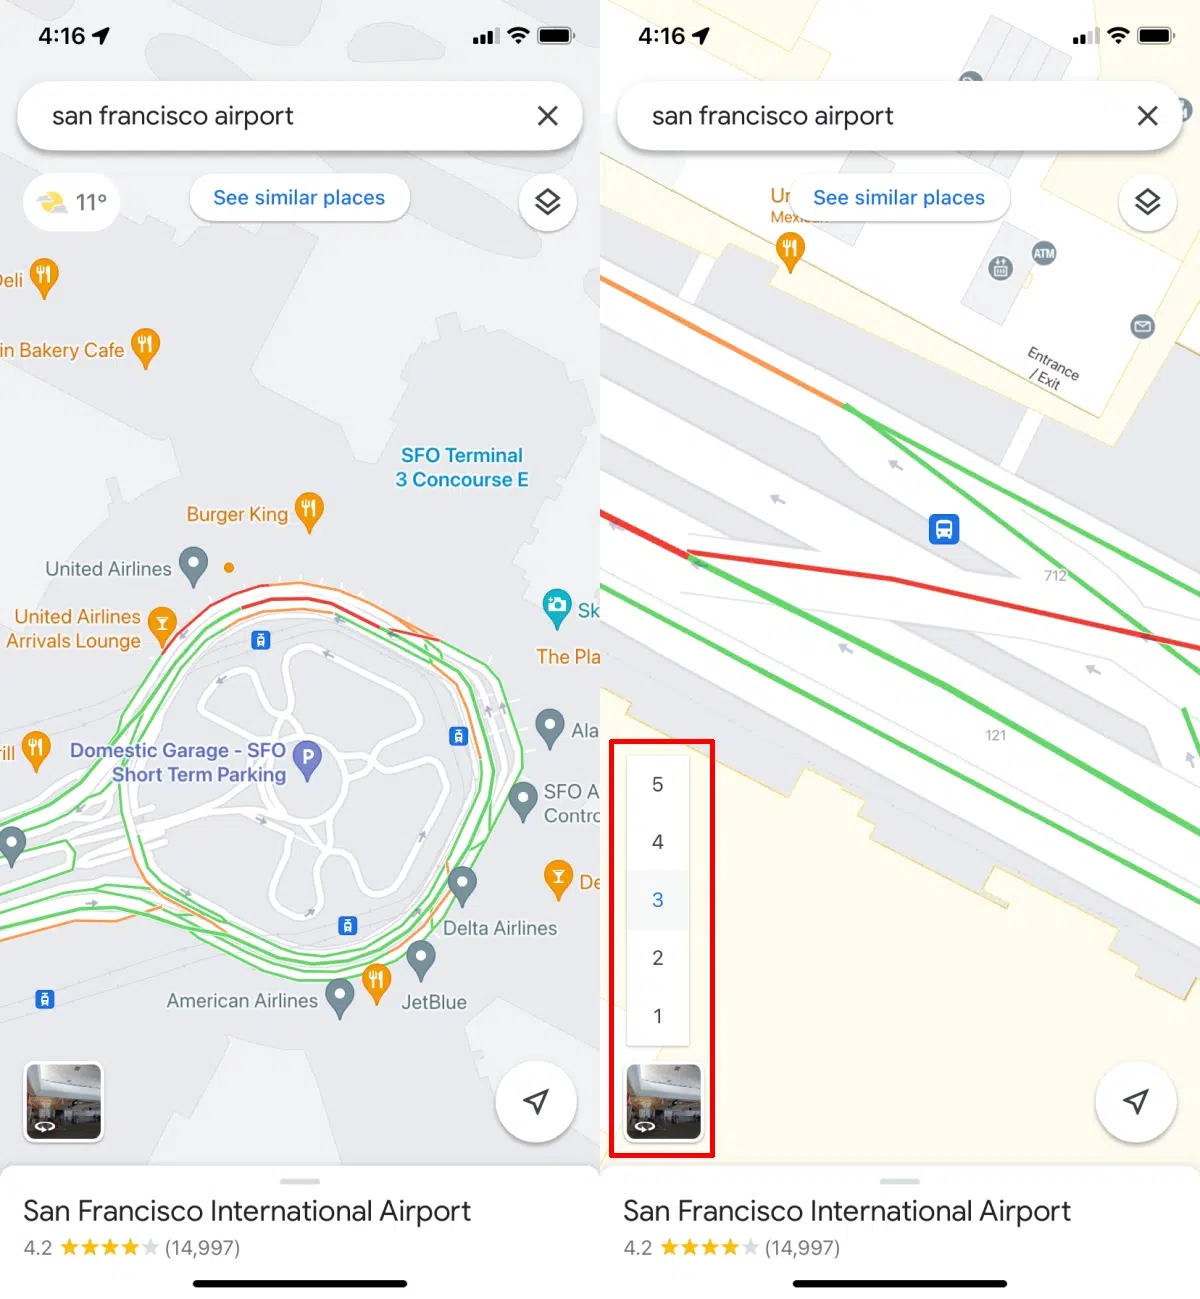 4:16
san francisco airport
11°
See similar places
Deli
in Bakery Cafe
SFO Terminal
3 Concourse E
Burger King
United Airlines
United Airlines
Arrivals Lounge
Sk
The Pla
Ala
Domestic Garage - SFO
Short Term Parking
P
ill
SFO A
Contro
De
Delta Airlines
American Airlines
JetBlue
San Francisco International Airport
4.2 (14,997)
4:16
san francisco airport
Ur
See similar places
ATM
Entrance
/ Exit
712
121
5
4
3
2
1
San Francisco International Airport
4.2 (14,997)